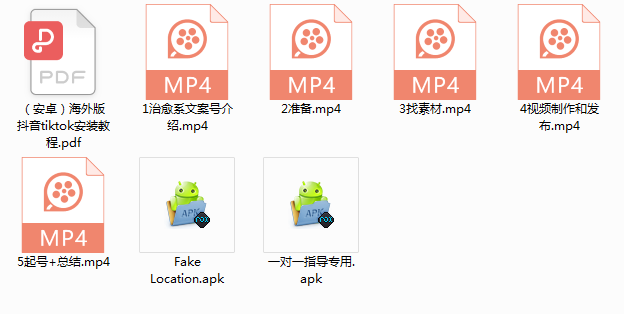 PDF
MP4
MP4
MP4
MP4
（安卓）海外版
抖音tiktok安装教
程.pdf
1治愈系文案号介
绍.mp4
2准备.mp4
3找素材.mp4
4视频制作和发
布.mp4
MP4
APK
nox
APK
nox
5起号+总结.mp4
Fake
Location.apk
一对一指导专用.
apk